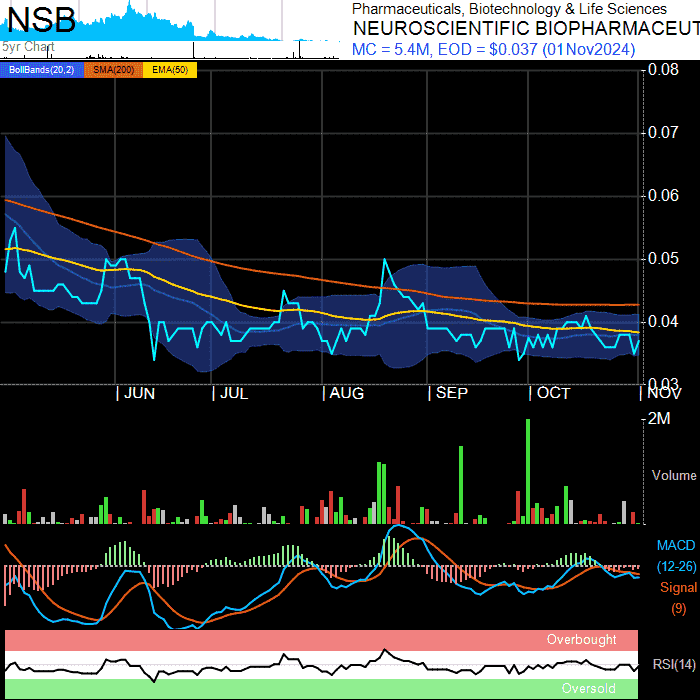 NSB
Pharmaceuticals, Biotechnology & Life Sciences
NEUROSCIENTIFIC BIOPHARMACEUT
MC = 5.4M, EOD = $0.037 (01Nov2024)
5yr Chart
BollBands(20,2) SMA(200) EMA(50)
0.08
0.07
0.06
0.05
0.04
0.03
JUN JUL AUG SEP OCT NOV
2M
Volume
MACD
(12-26)
Signal
(9)
Overbought
RSI(14)
Oversold